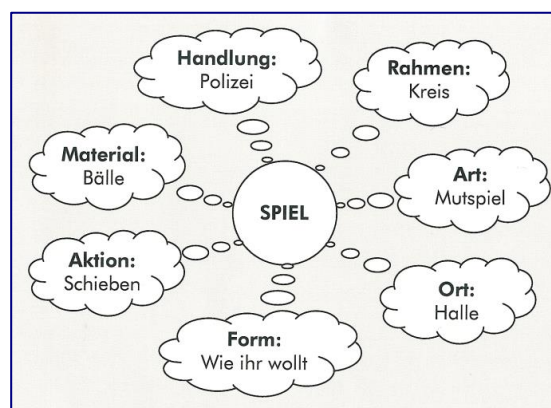 Handlung:
Polizei
Rahmen:
Kreis
Material:
Bälle
SPIEL
Art:
Mutspiel
Aktion:
Schieben
Ort:
Halle
Form:
Wie ihr wollt